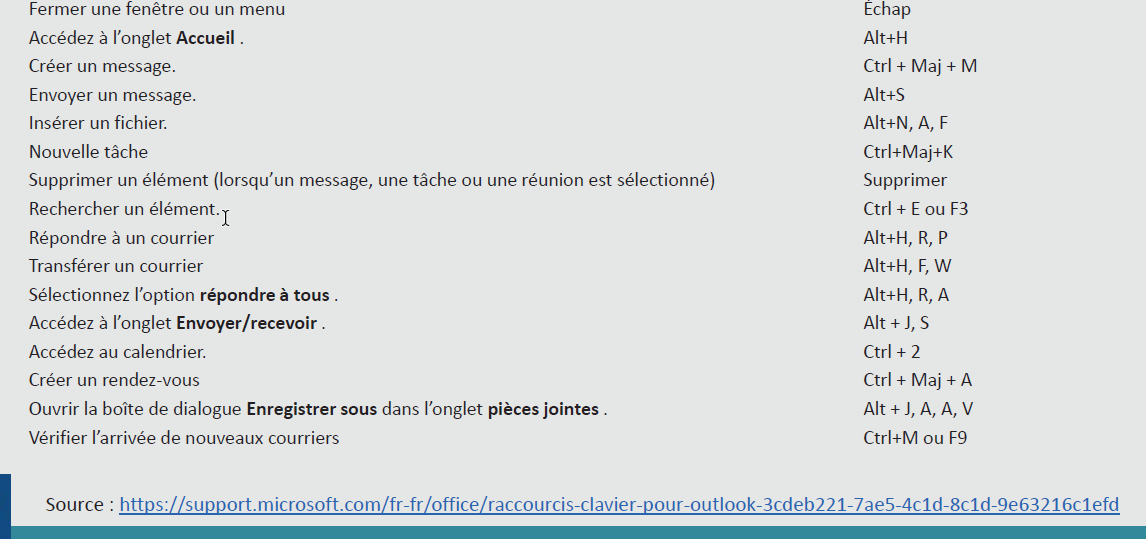 Fermer une fenêtre ou un menu Échap
Accédez à l’onglet Accueil . Alt+H
Créer un message. Ctrl + Maj + M
Envoyer un message. Alt+S
Insérer un fichier. Alt+N, A, F
Nouvelle tâche Ctrl+Maj+K
Supprimer un élément (lorsqu’un message, une tâche ou une réunion est sélectionné) Supprimer
Rechercher un élément. Ctrl + E ou F3
Répondre à un courrier Alt+H, R, P
Transférer un courrier Alt+H, F, W
Sélectionnez l’option répondre à tous . Alt+H, R, A
Accédez à l’onglet Envoyer/recevoir . Alt + J, S
Accédez au calendrier. Ctrl + 2
Créer un rendez-vous Ctrl + Maj + A
Ouvrir la boîte de dialogue Enregistrer sous dans l’onglet pièces jointes . Alt + J, A, A, V
Vérifier l’arrivée de nouveaux courriers Ctrl+M ou F9
Source : https://support.microsoft.com/fr-fr/office/raccourcis-clavier-pour-outlook-3cdeb221-7ae5-4c1d-8c1d-9e63216c1efd